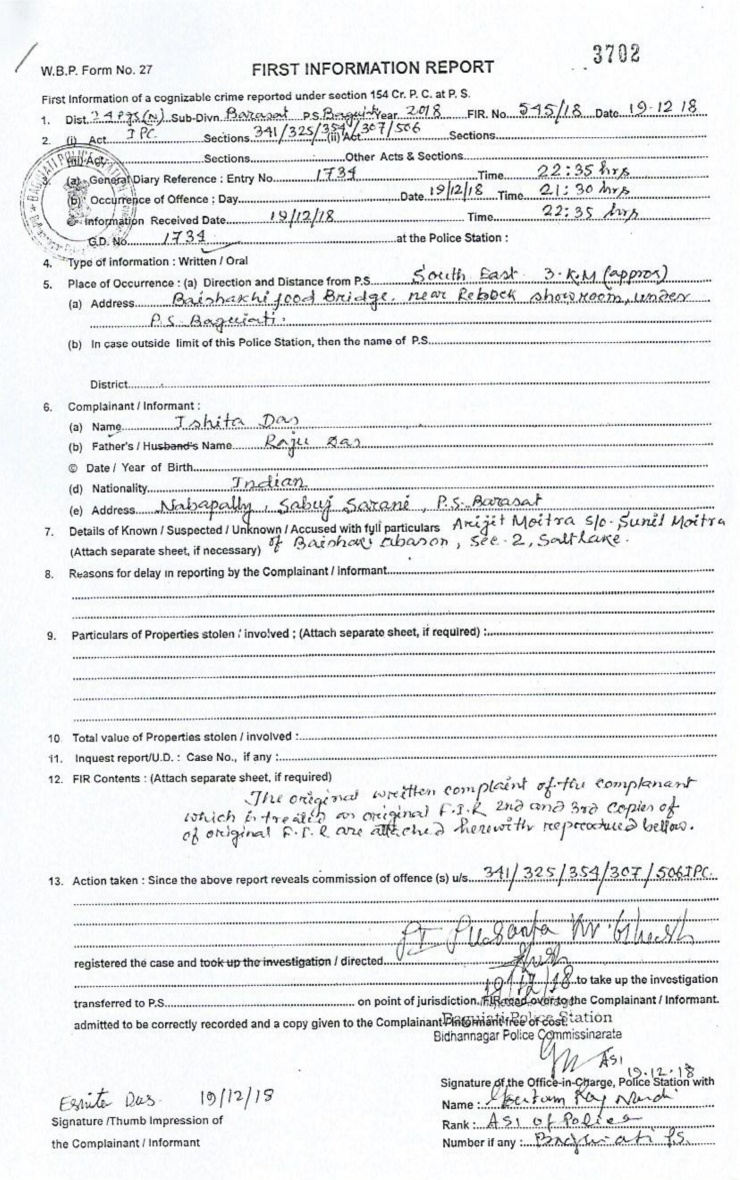 3702
W.B.P. Form No. 27 FIRST INFORMATION REPORT
First Information of a cognizable crime reported under section 154 Cr. P. C. at P. S.
1. Dist. 24 Pgs(N) Sub-Divn. Barasat P.S. Baguiati Year 2018 FIR. No. 545/18 Date 19-12 18
2. (i) Act IPC. Sections 341/325/354/307/506 (ii) Act Sections
(iii) Act Sections Other Acts & Sections
3. (a) General Diary Reference : Entry No. 1734 Time 22:35 hrs
(b) Occurrence of Offence : Day Date 19/12/18 Time 21:30 hrs
© Information Received Date 19/12/18 Time 22:35 hrs
G.D. No. 1734 at the Police Station :
4. Type of information : Written / Oral
5. Place of Occurrence : (a) Direction and Distance from P.S. South East 3.K.M (approx)
(a) Address Baishakhi food Bridge, near Rebock showroom, under
P.S. Baguiati.
(b) In case outside limit of this Police Station, then the name of P.S.
District
6. Complainant / Informant :
(a) Name Ishita Das
(b) Father's / Husband's Name Raju Das
© Date / Year of Birth
(d) Nationality Indian
(e) Address Nabapally, Sabuj Sarani, P.S. Barasat
7. Details of Known / Suspected / Unknown / Accused with full particulars Arijit Moitra s/o- Sunil Moitra
(Attach separate sheet, if necessary) of Baishaki abason, Sec-2, Saltlake.
8. Reasons for delay in reporting by the Complainant / Informant
9. Particulars of Properties stolen / involved ; (Attach separate sheet, if required) :
10. Total value of Properties stolen / involved :
11. Inquest report/U.D. : Case No., if any :
12. FIR Contents : (Attach separate sheet, if required)
The original written complaint of the complanant
which is treated as original F.I.R 2nd and 3rd copies of
of original F.I.R are attached herewith reproduced bellow.
13. Action taken : Since the above report reveals commission of offence (s) u/s. 341/325/354/307/506 IPC.
registered the case and took up the investigation / directed
19/12/18 to take up the investigation
transferred to P.S. on point of jurisdiction. FIR read over to the Complainant / Informant.
admitted to be correctly recorded and a copy given to the Complainant / Informant free of cost.
Baguiati Police Station
Bidhannagar Police Commissinarate
ASI
19.12.18
Signature of the Office-in-Charge, Police Station with
Name : Goutam Ray
Rank : ASI of Police
Number if any : Baguiati P.S.
Das 19/12/18
Signature /Thumb Impression of
the Complainant / Informant